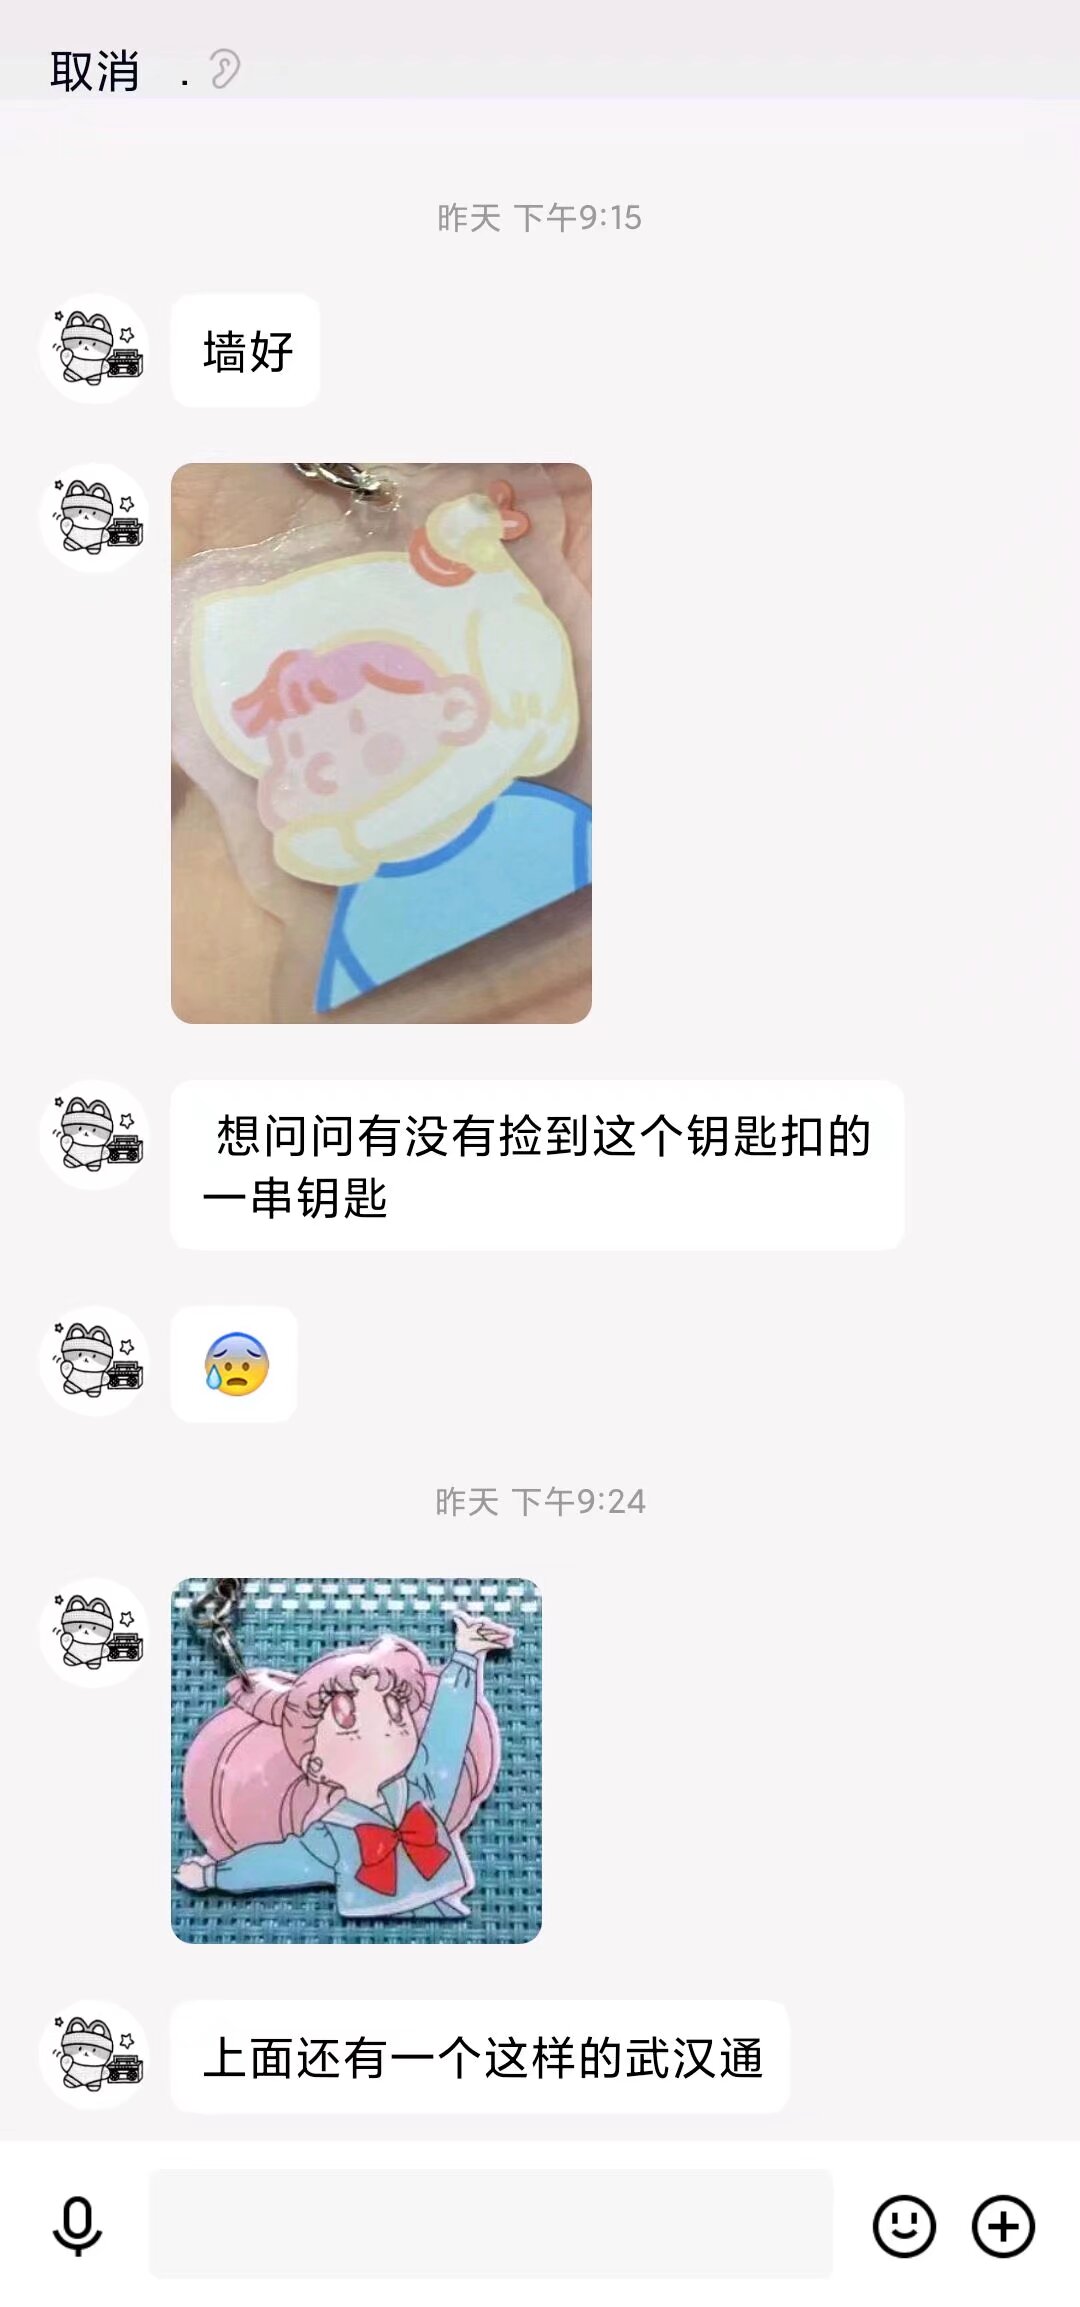 取消 .
昨天 下午9:15
墙好
想问问有没有捡到这个钥匙扣的
一串钥匙
昨天 下午9:24
上面还有一个这样的武汉通